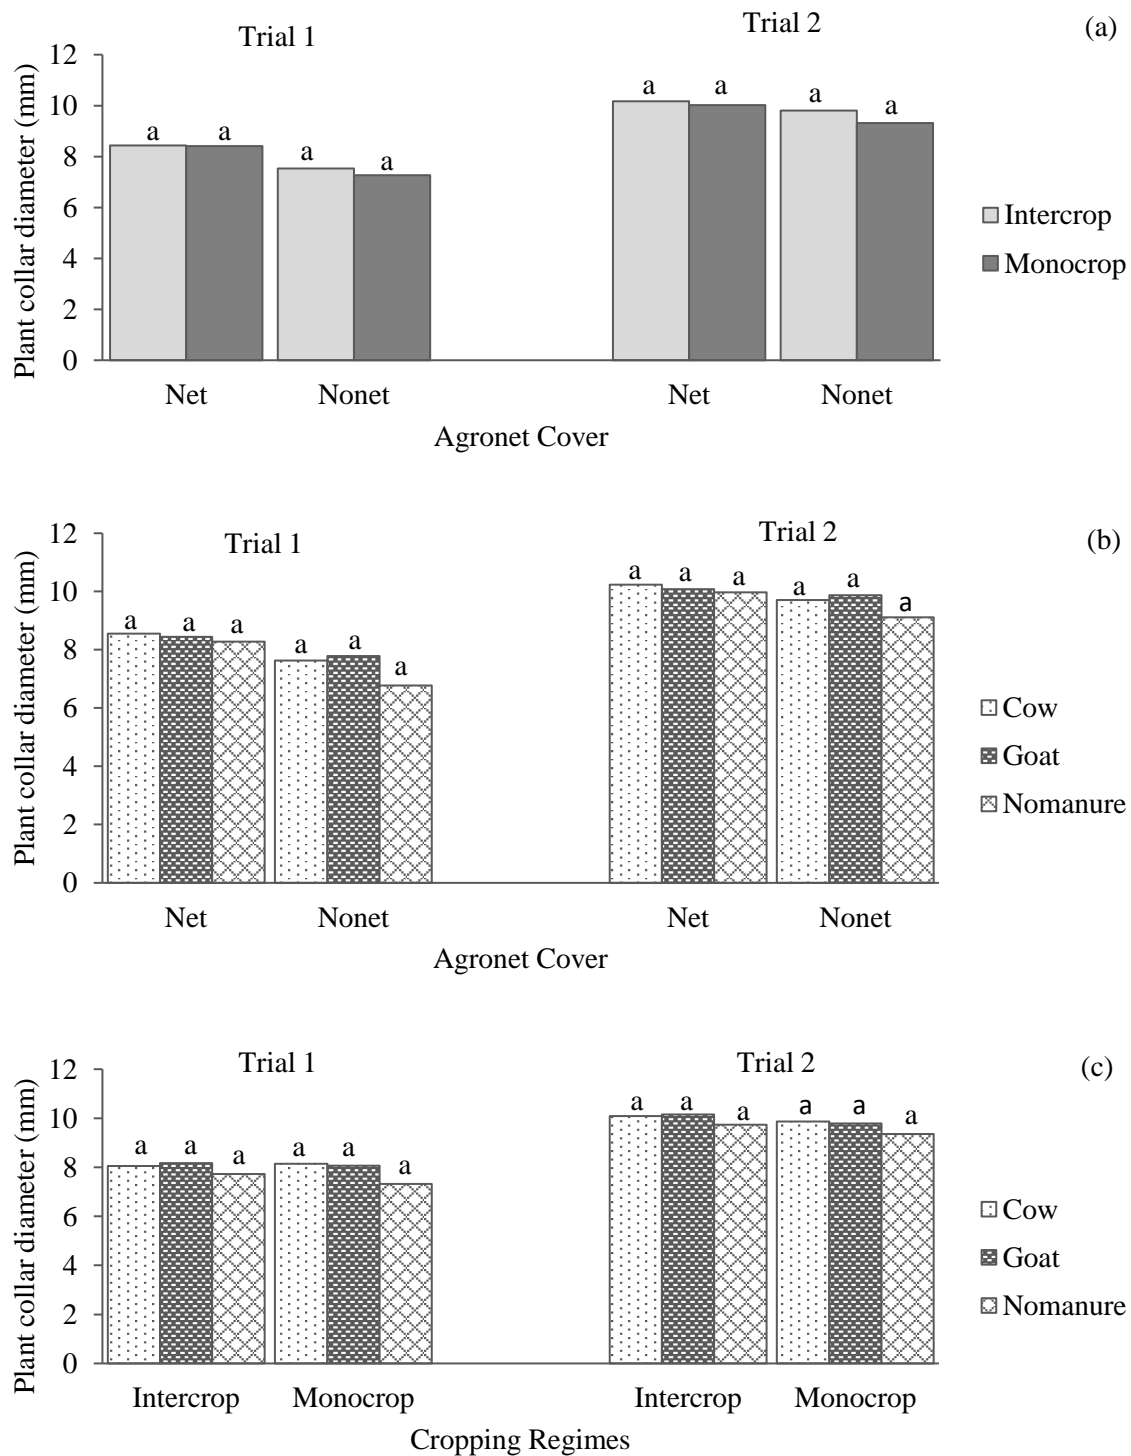 Trial 1
Trial 2
(a)
Plant collar diameter (mm)
12
10
8
6
4
2
0
a
a
a
a
a
a
a
a
Net
Nonet
Net
Nonet
Agronet Cover
Intercrop
Monocrop
Trial 1
Trial 2
(b)
Plant collar diameter (mm)
12
10
8
6
4
2
0
a
a
a
a
a
a
a
a
a
a
a
a
Net
Nonet
Net
Nonet
Agronet Cover
Cow
Goat
Nomanure
Trial 1
Trial 2
(c)
Plant collar diameter (mm)
12
10
8
6
4
2
0
a
a
a
a
a
a
a
a
a
a
a
a
Intercrop
Monocrop
Intercrop
Monocrop
Cropping Regimes
Cow
Goat
Nomanure